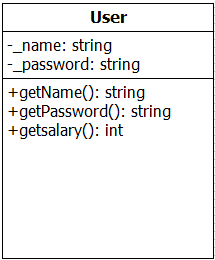 User
-_name: string
-_password: string
+getName(): string
+getPassword(): string
+getsalary(): int